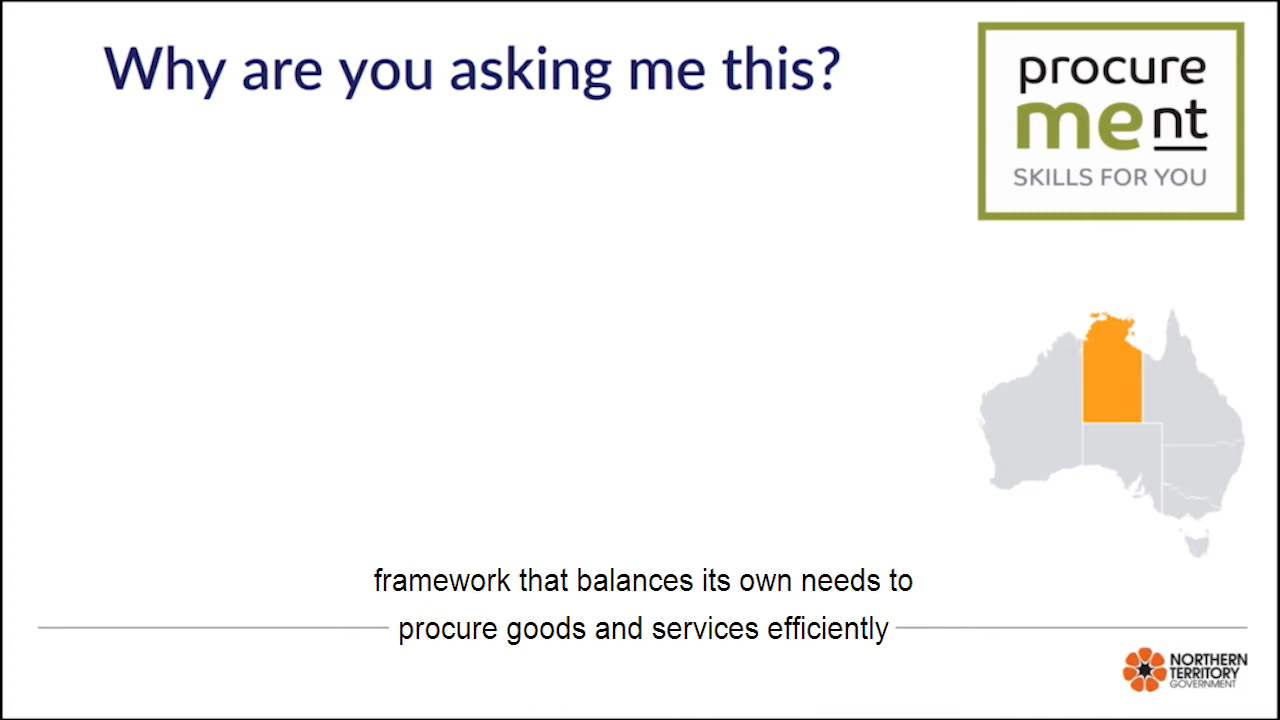 Why are you asking me this?
procure
ment
SKILLS FOR YOU
framework that balances its own needs to
procure goods and services efficiently
NORTHERN
TERRITORY
GOVERNMENT